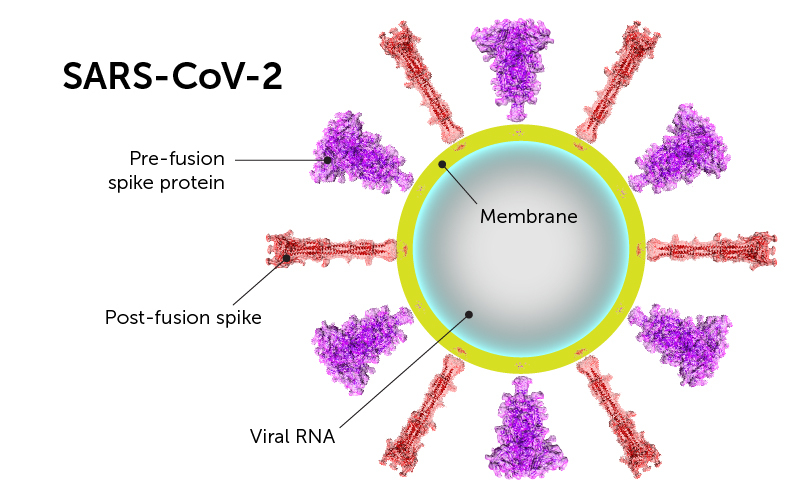 SARS-CoV-2
Pre-fusion
spike protein
Membrane
Post-fusion spike
Viral RNA